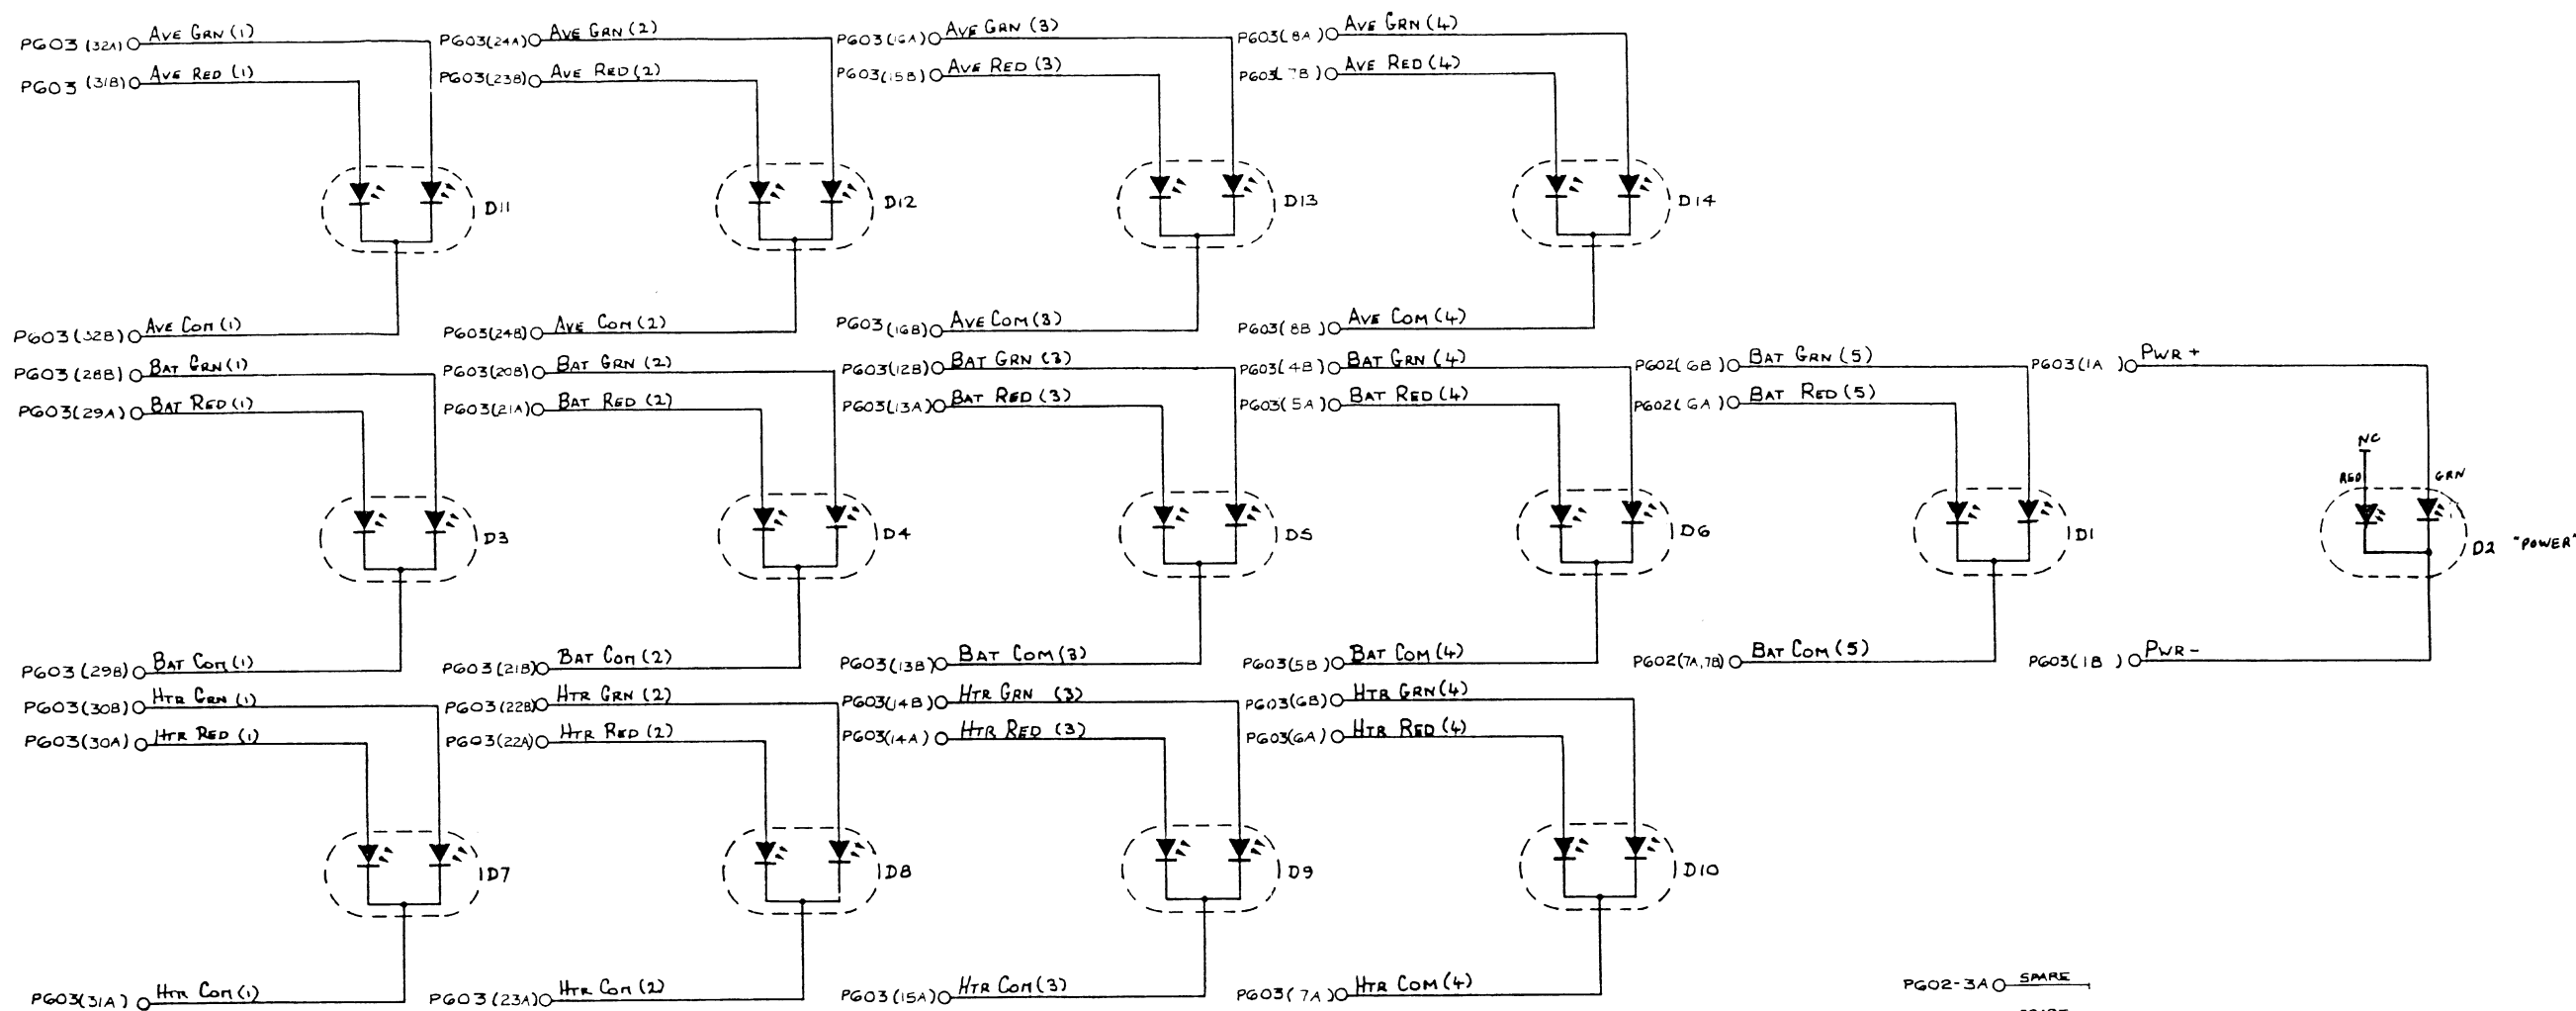 PG03 (32A) AVE GRN (1)
PG03 (31B) AVE RED (1)
D11
PG03 (32B) AVE COM (1)
PG03 (24A) AVE GRN (2)
PG03 (23B) AVE RED (2)
D12
PG03 (24B) AVE COM (2)
PG03 (16A) AVE GRN (3)
PG03 (15B) AVE RED (3)
D13
PG03 (16B) AVE COM (3)
PG03 (8A) AVE GRN (4)
PG03 (7B) AVE RED (4)
D14
PG03 (8B) AVE COM (4)
PG03 (28B) BAT GRN (1)
PG03 (29A) BAT RED (1)
D3
PG03 (29B) BAT COM (1)
PG03 (20B) BAT GRN (2)
PG03 (21A) BAT RED (2)
D4
PG03 (21B) BAT COM (2)
PG03 (12B) BAT GRN (3)
PG03 (13A) BAT RED (3)
D5
PG03 (13B) BAT COM (3)
PG03 (4B) BAT GRN (4)
PG03 (5A) BAT RED (4)
D6
PG03 (5B) BAT COM (4)
PG02 (6B) BAT GRN (5)
PG02 (6A) BAT RED (5)
D1
PG02 (7A,7B) BAT COM (5)
PG03 (1A) PWR +
NC
RED
GRN
D2 "POWER"
PG03 (1B) PWR -
PG03 (30B) HTR GRN (1)
PG03 (30A) HTR RED (1)
D7
PG03 (31A) HTR COM (1)
PG03 (22B) HTR GRN (2)
PG03 (22A) HTR RED (2)
D8
PG03 (23A) HTR COM (2)
PG03 (14B) HTR GRN (3)
PG03 (14A) HTR RED (3)
D9
PG03 (15A) HTR COM (3)
PG03 (6B) HTR GRN (4)
PG03 (6A) HTR RED (4)
D10
PG03 (7A) HTR COM (4)
PG02-3A SPARE